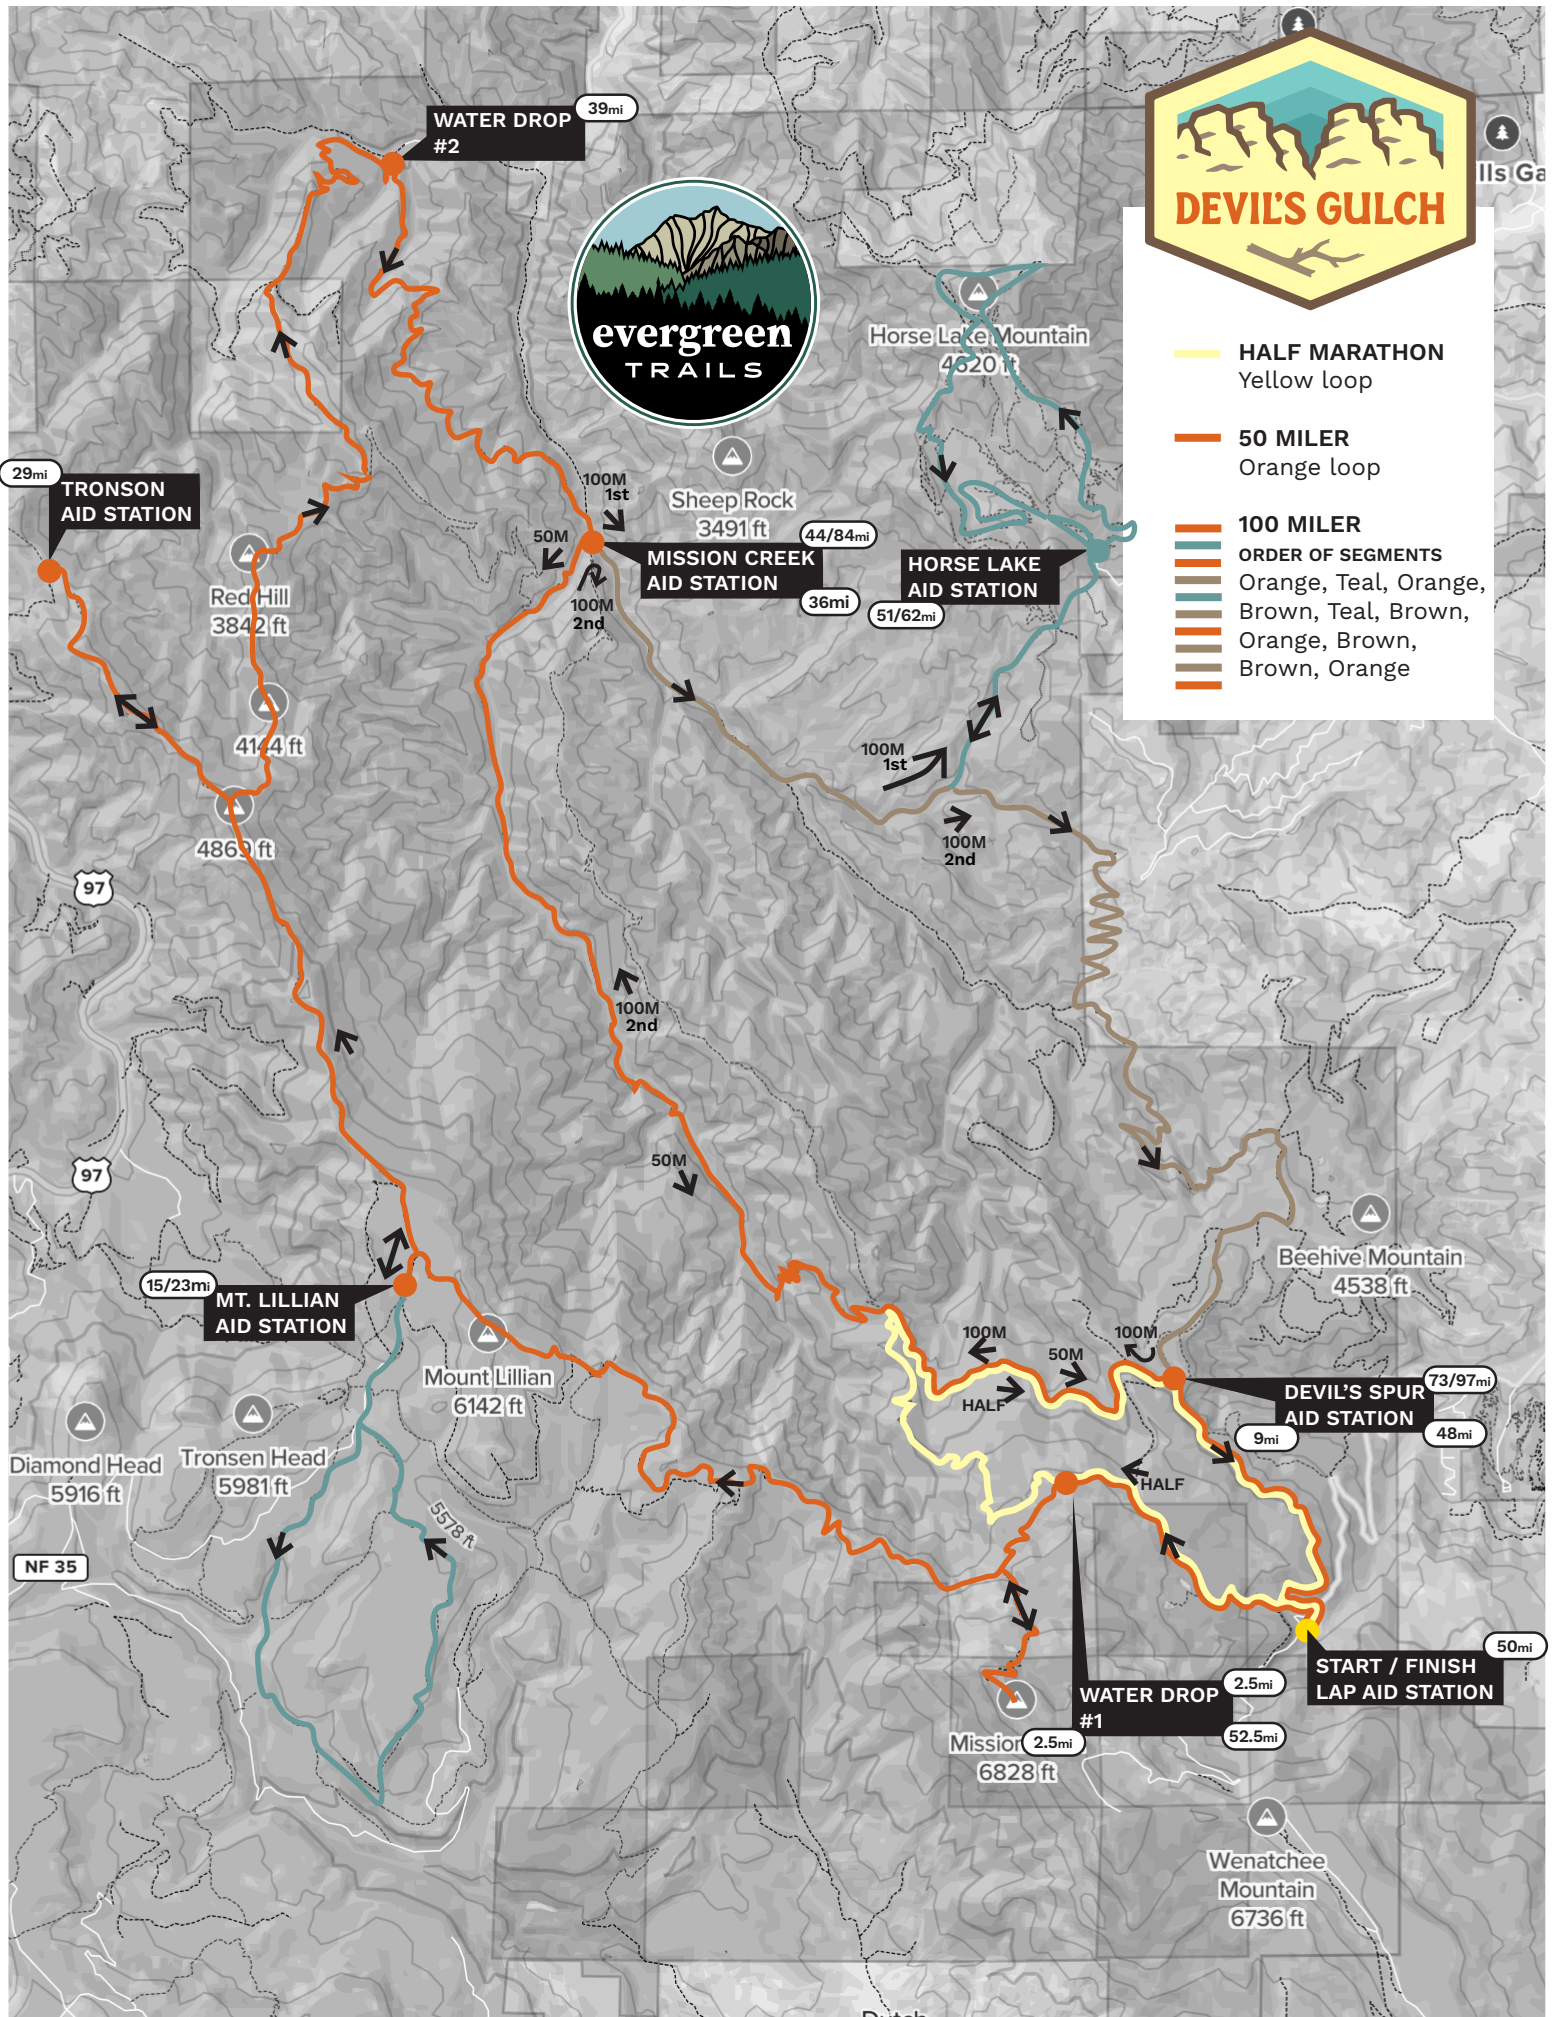 WATER DROP
#2
39mi
DEVIL'S GULCH
lls Ga
evergreen
TRAILS
Horse Lake Mountain
4620 ft
HALF MARATHON
Yellow loop
50 MILER
Orange loop
100 MILER
ORDER OF SEGMENTS
Orange, Teal, Orange,
Brown, Teal, Brown,
Orange, Brown,
Brown, Orange
29mi
TRONSON
AID STATION
100M
1st
Sheep Rock
3491 ft
50M
44/84mi
MISSION CREEK
AID STATION
36mi
HORSE LAKE
AID STATION
51/62mi
100M
2nd
Red Hill
3842 ft
4144 ft
100M
1st
100M
2nd
4869 ft
97
100M
2nd
50M
97
Beehive Mountain
4538 ft
15/23mi
MT. LILLIAN
AID STATION
Mount Lillian
6142 ft
100M
100M
50M
HALF
DEVIL'S SPUR
AID STATION
73/97mi
48mi
9mi
Diamond Head
5916 ft
Tronsen Head
5981 ft
HALF
5578 ft
NF 35
START / FINISH
LAP AID STATION
50mi
WATER DROP
#1
2.5mi
52.5mi
2.5mi
Mission
6828 ft
Wenatchee
Mountain
6736 ft